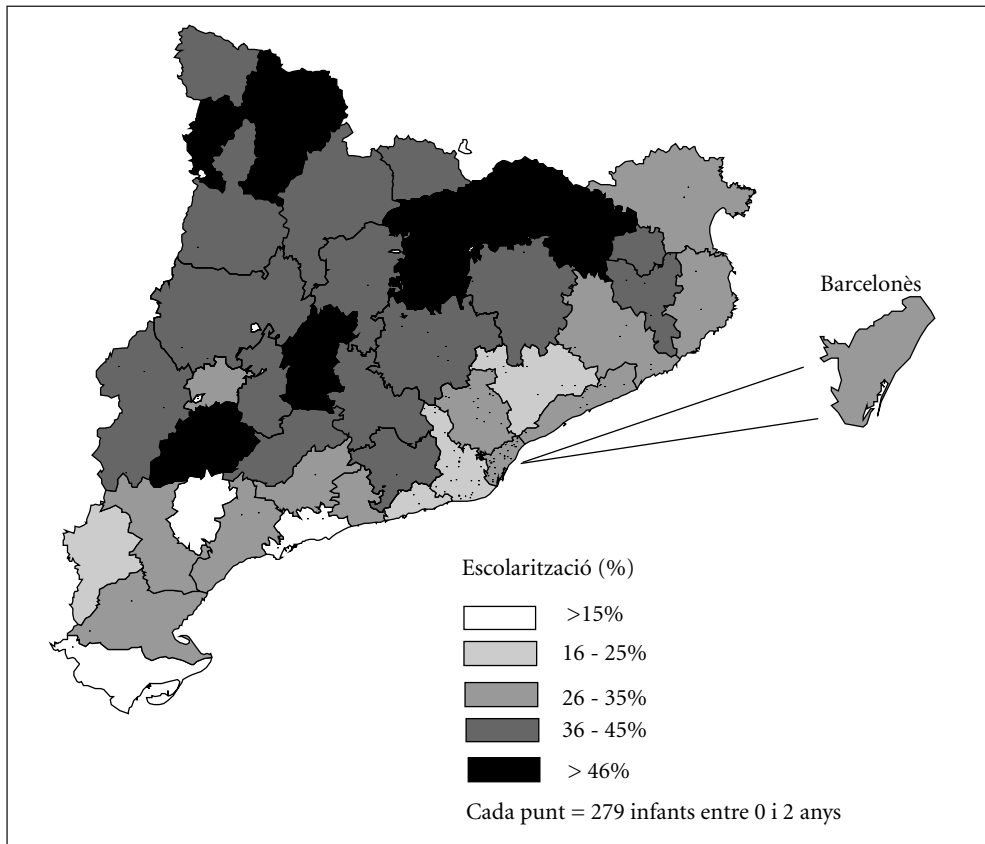 Barcelonès
Escolarització (%)
>15%
16 - 25%
26 - 35%
36 - 45%
> 46%
Cada punt = 279 infants entre 0 i 2 anys